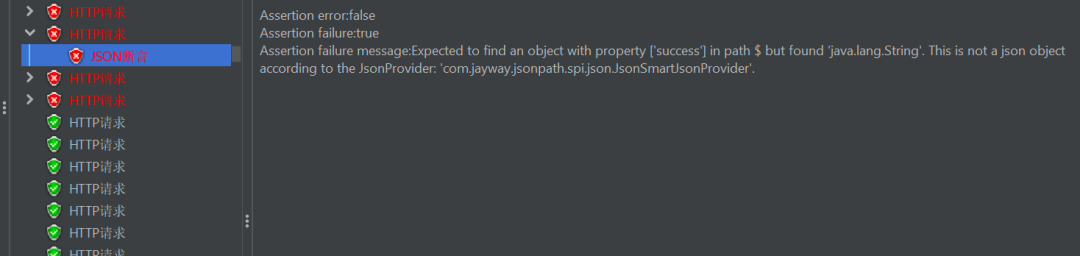 HTTP请求
HTTP请求
JSON断言
HTTP请求
HTTP请求
HTTP请求
HTTP请求
HTTP请求
HTTP请求
HTTP请求
HTTP请求
HTTP请求
Assertion error:false
Assertion failure:true
Assertion failure message:Expected to find an object with property ['success'] in path $ but found 'java.lang.String'. This is not a json object
according to the JsonProvider: 'com.jayway.jsonpath.spi.json.JsonSmartJsonProvider'.